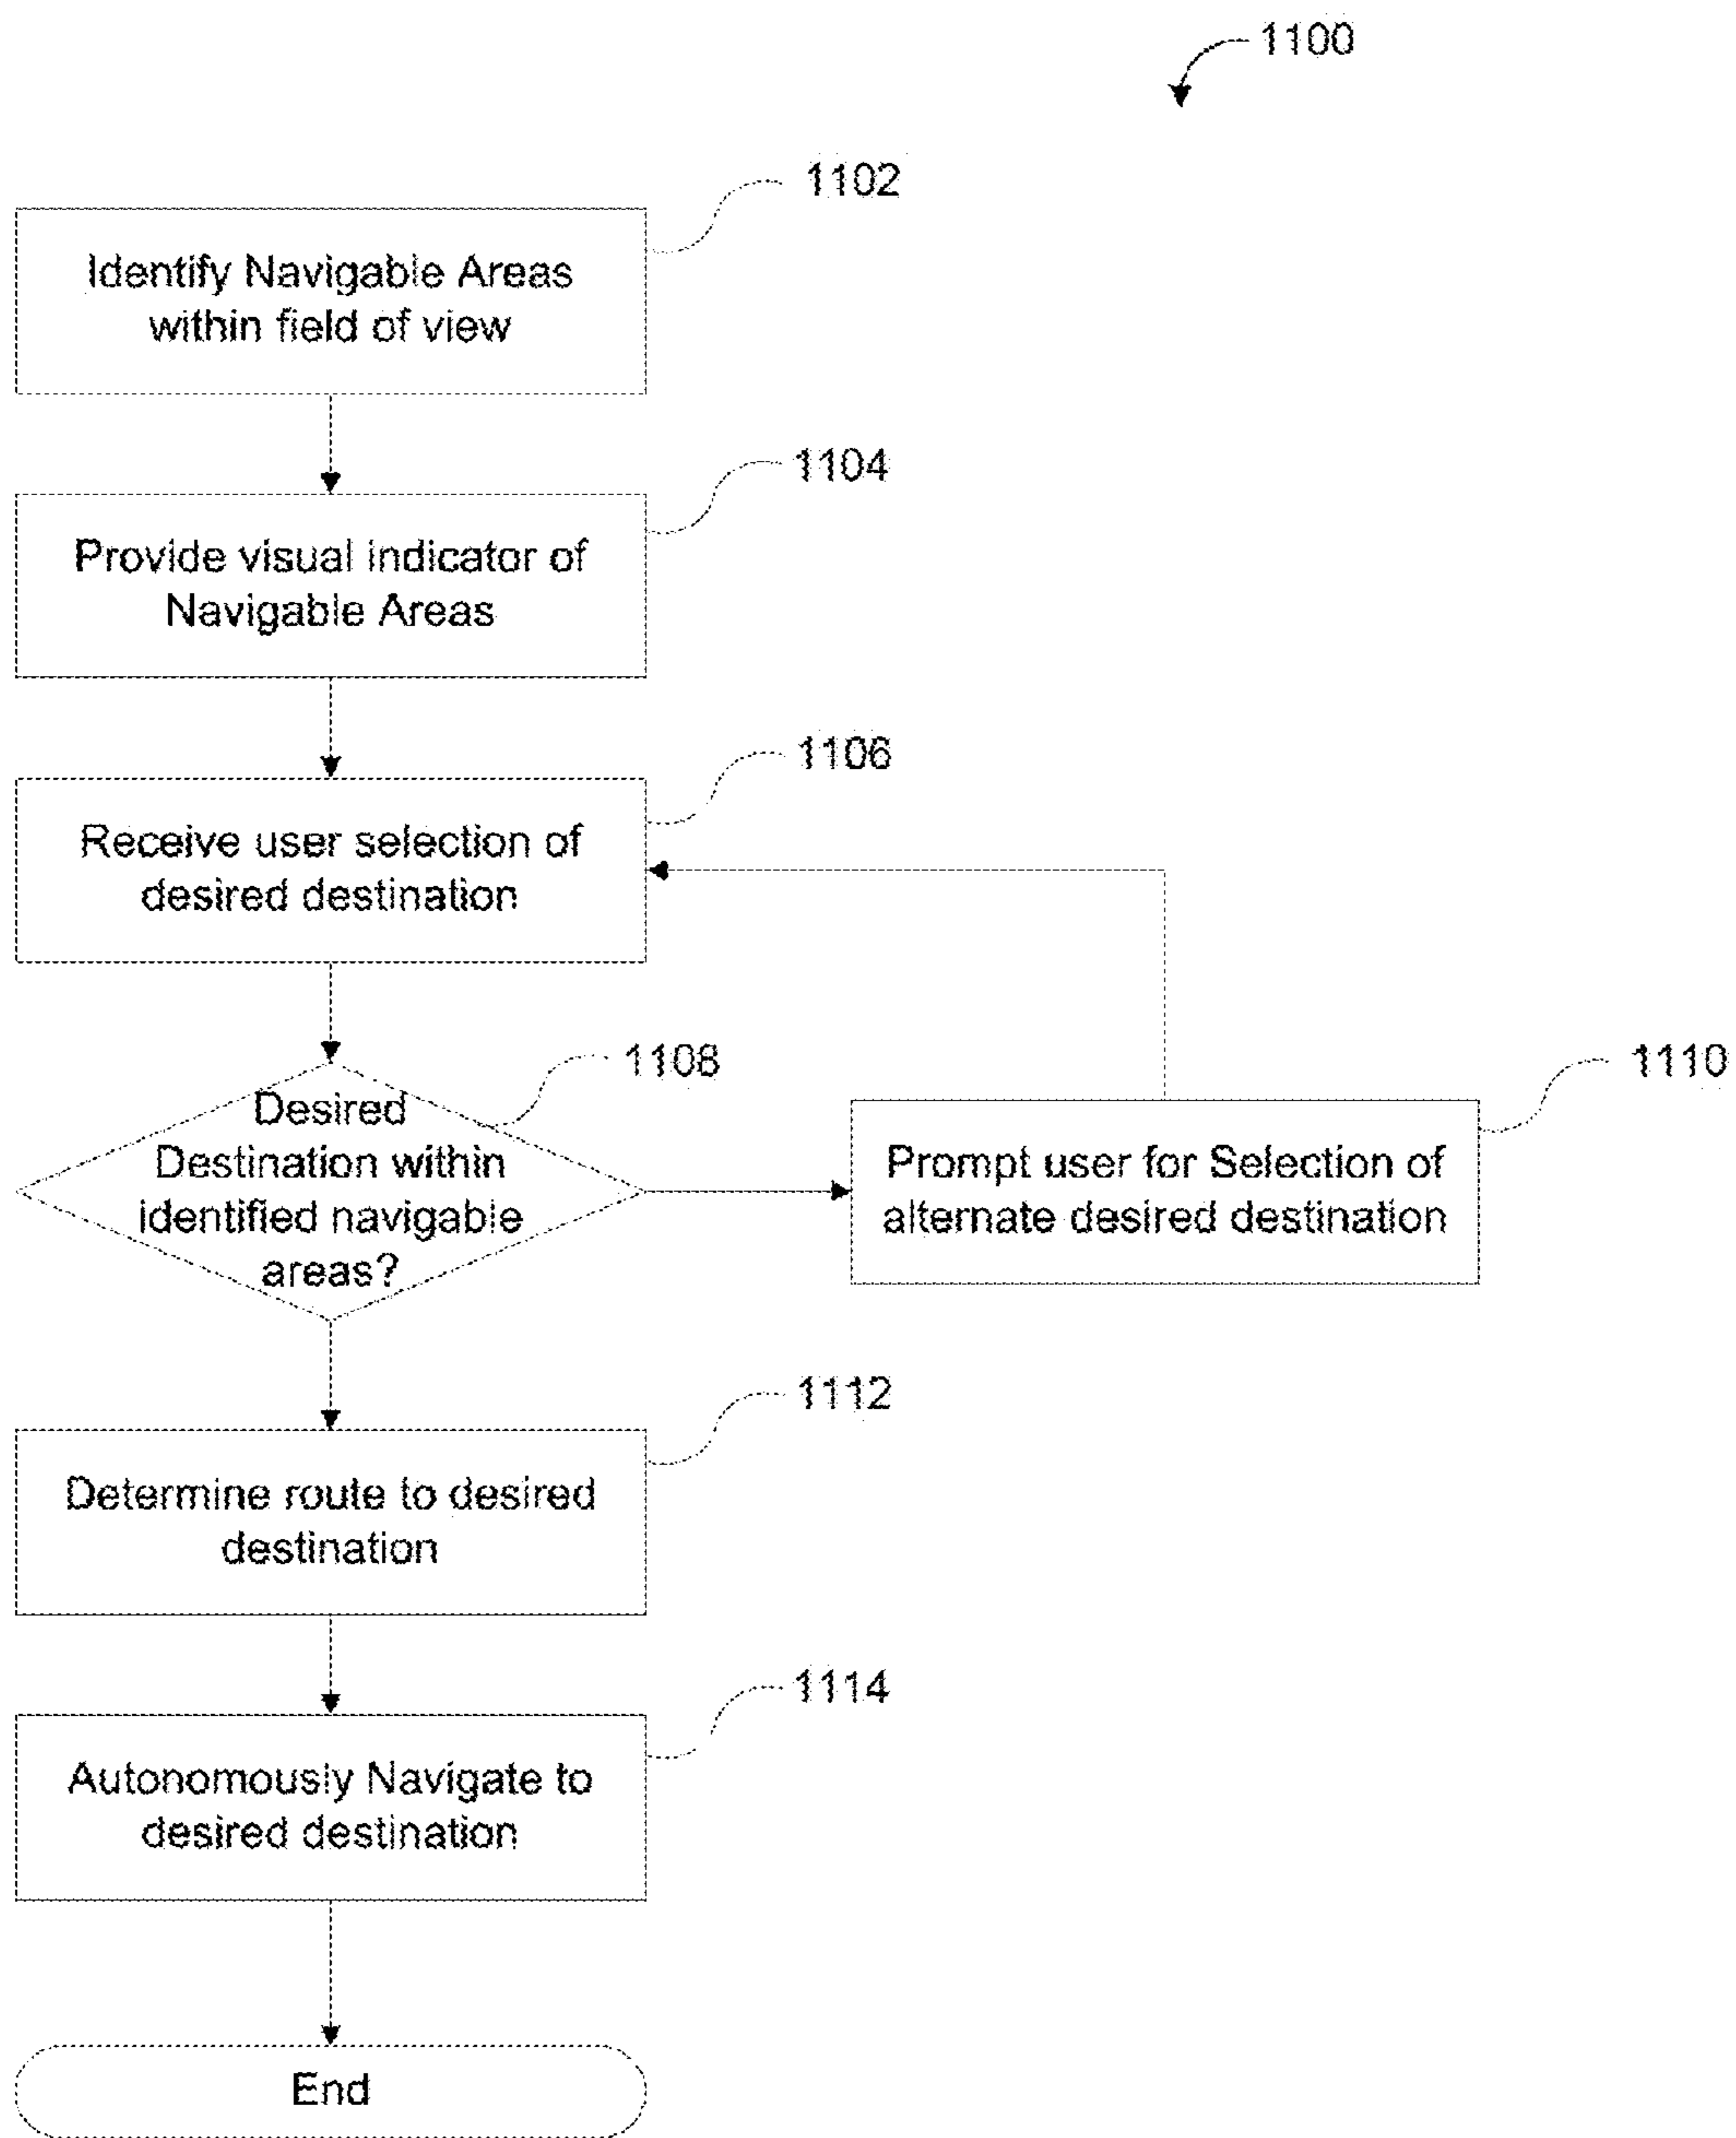 1100
1102
Identify Navigable Areas
within field of view
1104
Provide visual indicator of
Navigable Areas
1106
Receive user selection of
desired destination
1108
Desired
Destination within
identified navigable
areas?
1110
Prompt user for Selection of
alternate desired destination
1112
Determine route to desired
destination
1114
Autonomously Navigate to
desired destination
End